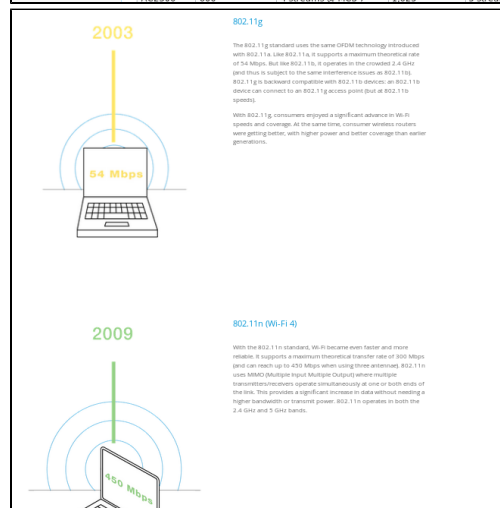 2003
802.11g
The 802.11g standard uses the same OFDM technology introduced
with 802.11a. Like 802.11a, it supports a maximum theoretical rate
of 54 Mbps. But like 802.11b, it operates in the crowded 2.4 GHz
(and thus is subject to the same interference issues as 802.11b).
802.11g is backward compatible with 802.11b devices: an 802.11b
device can connect to an 802.11g access point (but at 802.11b
speeds).
With 802.11g, consumers enjoyed a significant advance in Wi-Fi
speeds and coverage. At the same time, consumer wireless routers
were getting better, with higher power and better coverage than earlier
generations.
54 Mbps
2009
802.11n (Wi-Fi 4)
With the 802.11n standard, Wi-Fi became even faster and more
reliable. It supports a maximum theoretical transfer rate of 300 Mbps
(and can reach up to 450 Mbps when using three antennae). 802.11n
uses MIMO (Multiple Input Multiple Output) where multiple
transmitters/receivers operate simultaneously at one or both ends of
the link. This provides a significant increase in data without needing a
higher bandwidth or transmit power. 802.11n operates in both the
2.4 GHz and 5 GHz bands.
450 Mbps